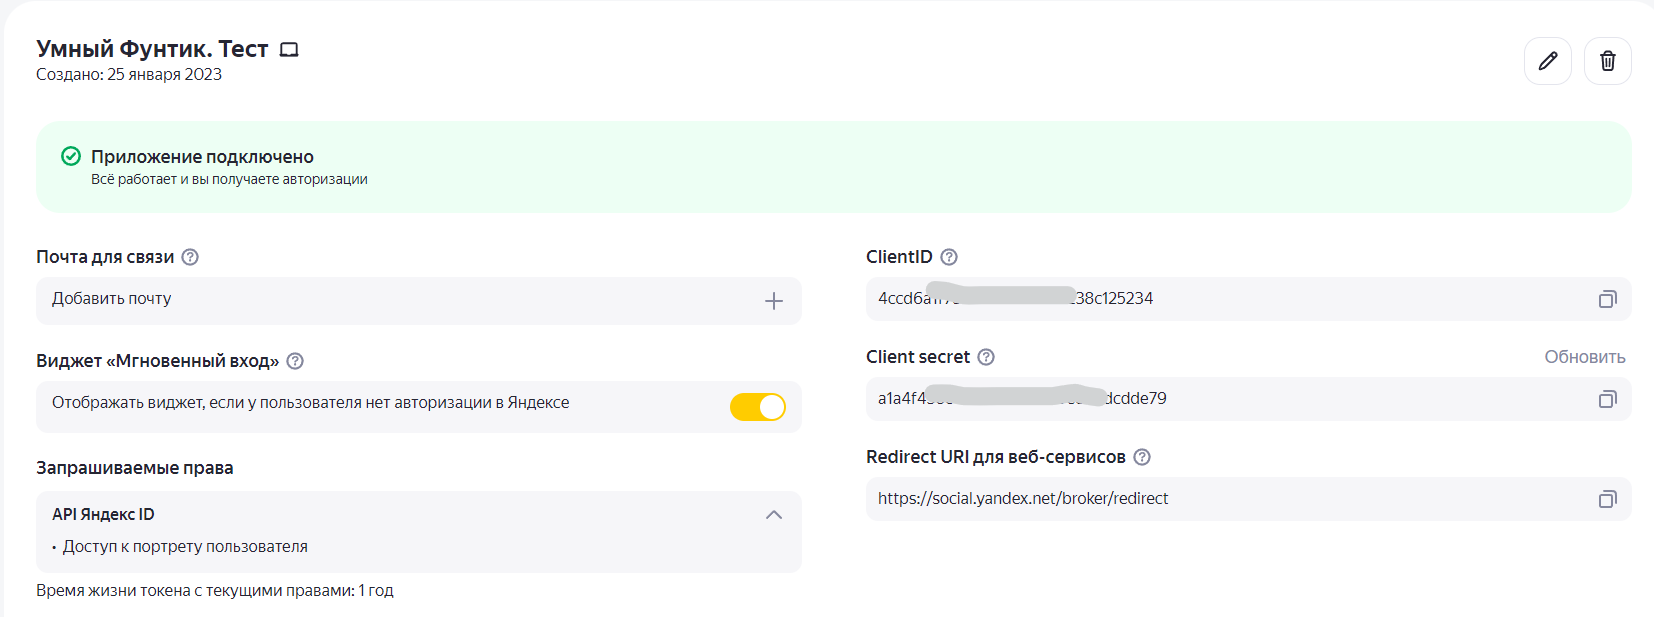 Умный Фунтик. Тест
Создано: 25 января 2023
Приложение подключено
Всё работает и вы получаете авторизации
Почта для связи
Добавить почту
Виджет «Мгновенный вход»
Отображать виджет, если у пользователя нет авторизации в Яндексе
Запрашиваемые права
API Яндекс ID
• Доступ к портрету пользователя
Время жизни токена с текущими правами: 1 год
ClientID
4ccd6a 38c125234
Client secret
Обновить
a1a4f4 dcdde79
Redirect URI для веб-сервисов
https://social.yandex.net/broker/redirect